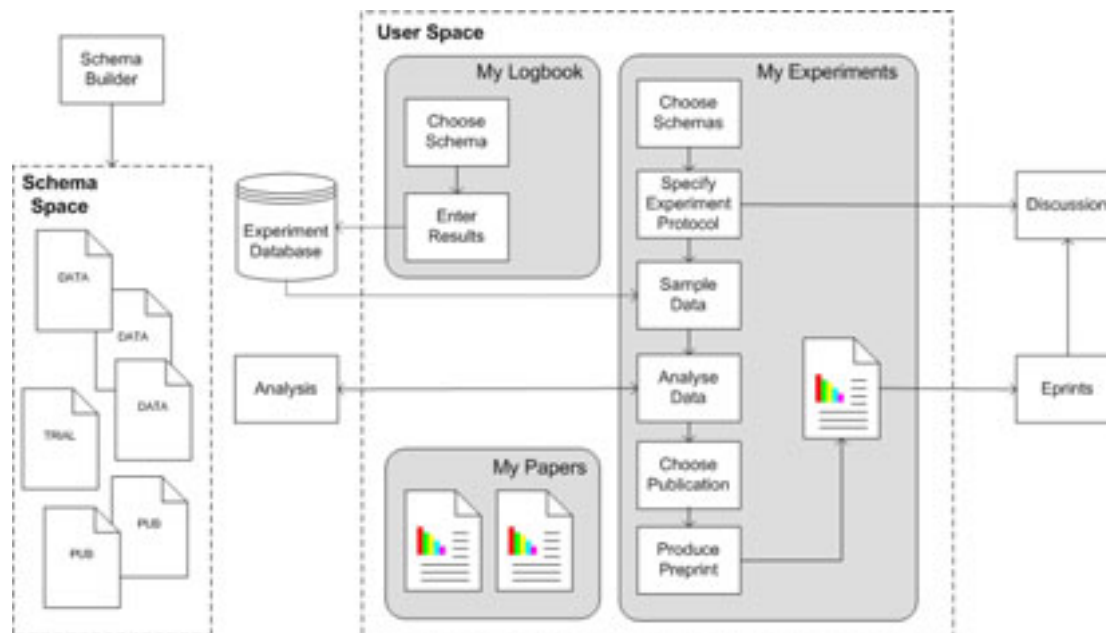 Schema
Builder
Schema
Space
DATA
DATA
DATA
TRIAL
PUB
PUB
Experiment
Database
Analysis
User Space
My Logbook
Choose
Schema
Enter
Results
My Papers
My Experiments
Choose
Schemas
Specify
Experiment
Protocol
Sample
Data
Analyse
Data
Choose
Publication
Produce
Preprint
Discussion
Eprints